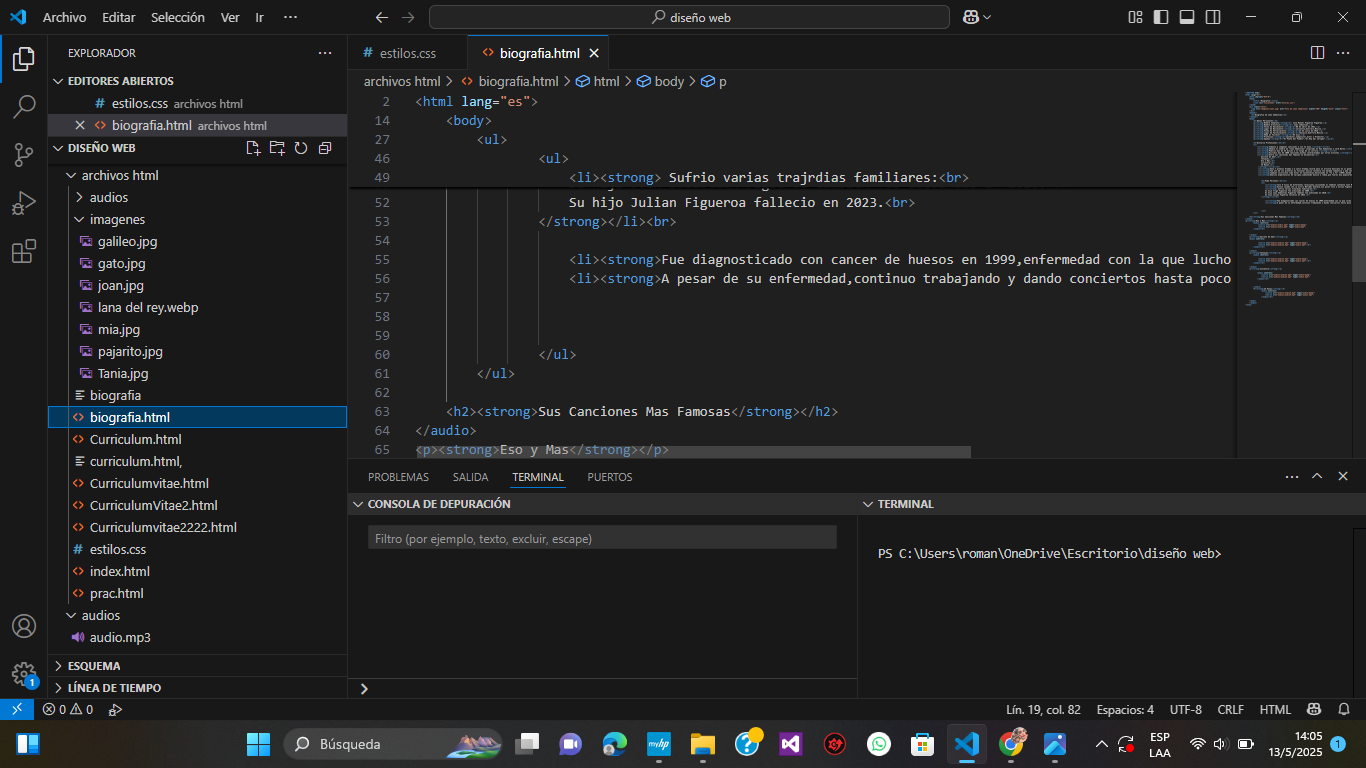 Archivo Editar Selección Ver Ir ··· diseño web
EXPLORADOR ···
EDITORES ABIERTOS
# estilos.css archivos html
biografia.html archivos html
DISEÑO WEB
archivos html
audios
imagenes
galileo.jpg
gato.jpg
joan.jpg
lana del rey.webp
mia.jpg
pajarito.jpg
Tania.jpg
biografia
biografia.html
Curriculum.html
curriculum.html,
Curriculumvitae.html
CurriculumVitae2.html
Curriculumvitae2222.html
# estilos.css
index.html
prac.html
audios
audio.mp3
ESQUEMA
LÍNEA DE TIEMPO
# estilos.css
biografia.html
archivos html > biografia.html > html > body > p
2 <html lang="es">
14 <body>
27 <ul>
46 <ul>
49 <li><strong> Sufrio varias trajrdias familiares:<br>
52 Su hijo Julian Figueroa fallecio en 2023.<br>
53 </strong></li><br>
54
55 <li><strong>Fue diagnosticado con cancer de huesos en 1999,enfermedad con la que lucho
56 <li><strong>A pesar de su enfermedad,continuo trabajando y dando conciertos hasta poco
57
58
59
60 </ul>
61 </ul>
62
63 <h2><strong>Sus Canciones Mas Famosas</strong></h2>
64 </audio>
65 <p><strong>Eso y Mas</strong></p>
PROBLEMAS SALIDA TERMINAL PUERTOS
CONSOLA DE DEPURACIÓN
Filtro (por ejemplo, texto, excluir, escape)
TERMINAL
PS C:\Users\roman\OneDrive\Escritorio\diseño web>
1
0 0
Lín. 19, col. 82 Espacios: 4 UTF-8 CRLF HTML
Búsqueda
myhp
ESP
LAA
14:05
13/5/2025
1